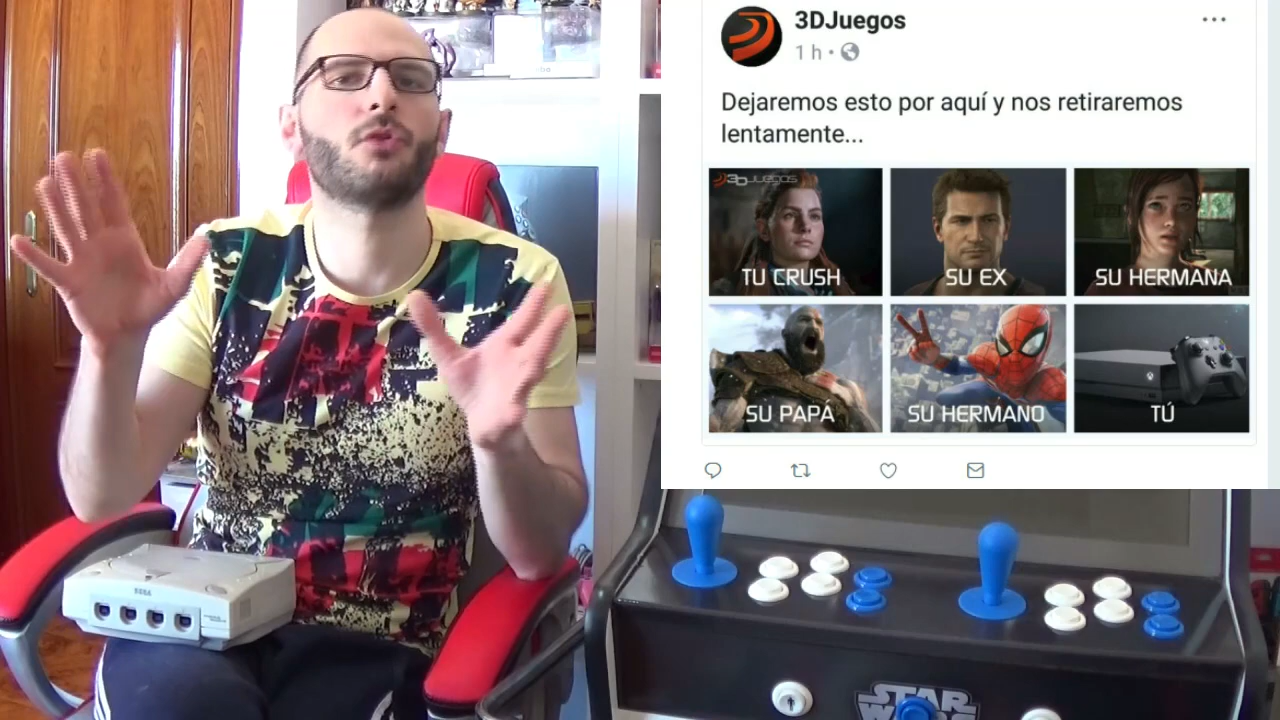 3DJuegos
1 h
Dejaremos esto por aquí y nos retiraremos
lentamente...
3DJUEGOS
TU CRUSH
SU EX
SU HERMANA
SU PAPÁ
SU HERMANO
TÚ
SEGA
STAR
WARS